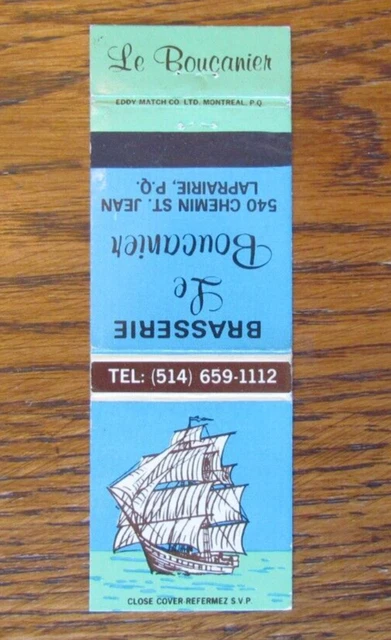 Le Boucanier
EDDY MATCH CO. LTD. MONTREAL, P.Q.
BRASSERIE
Le
Boucanier
540 CHEMIN ST. JEAN
LAPRAIRIE, P.Q.
TEL: (514) 659-1112
CLOSE COVER-REFERMEZ S.V.P.